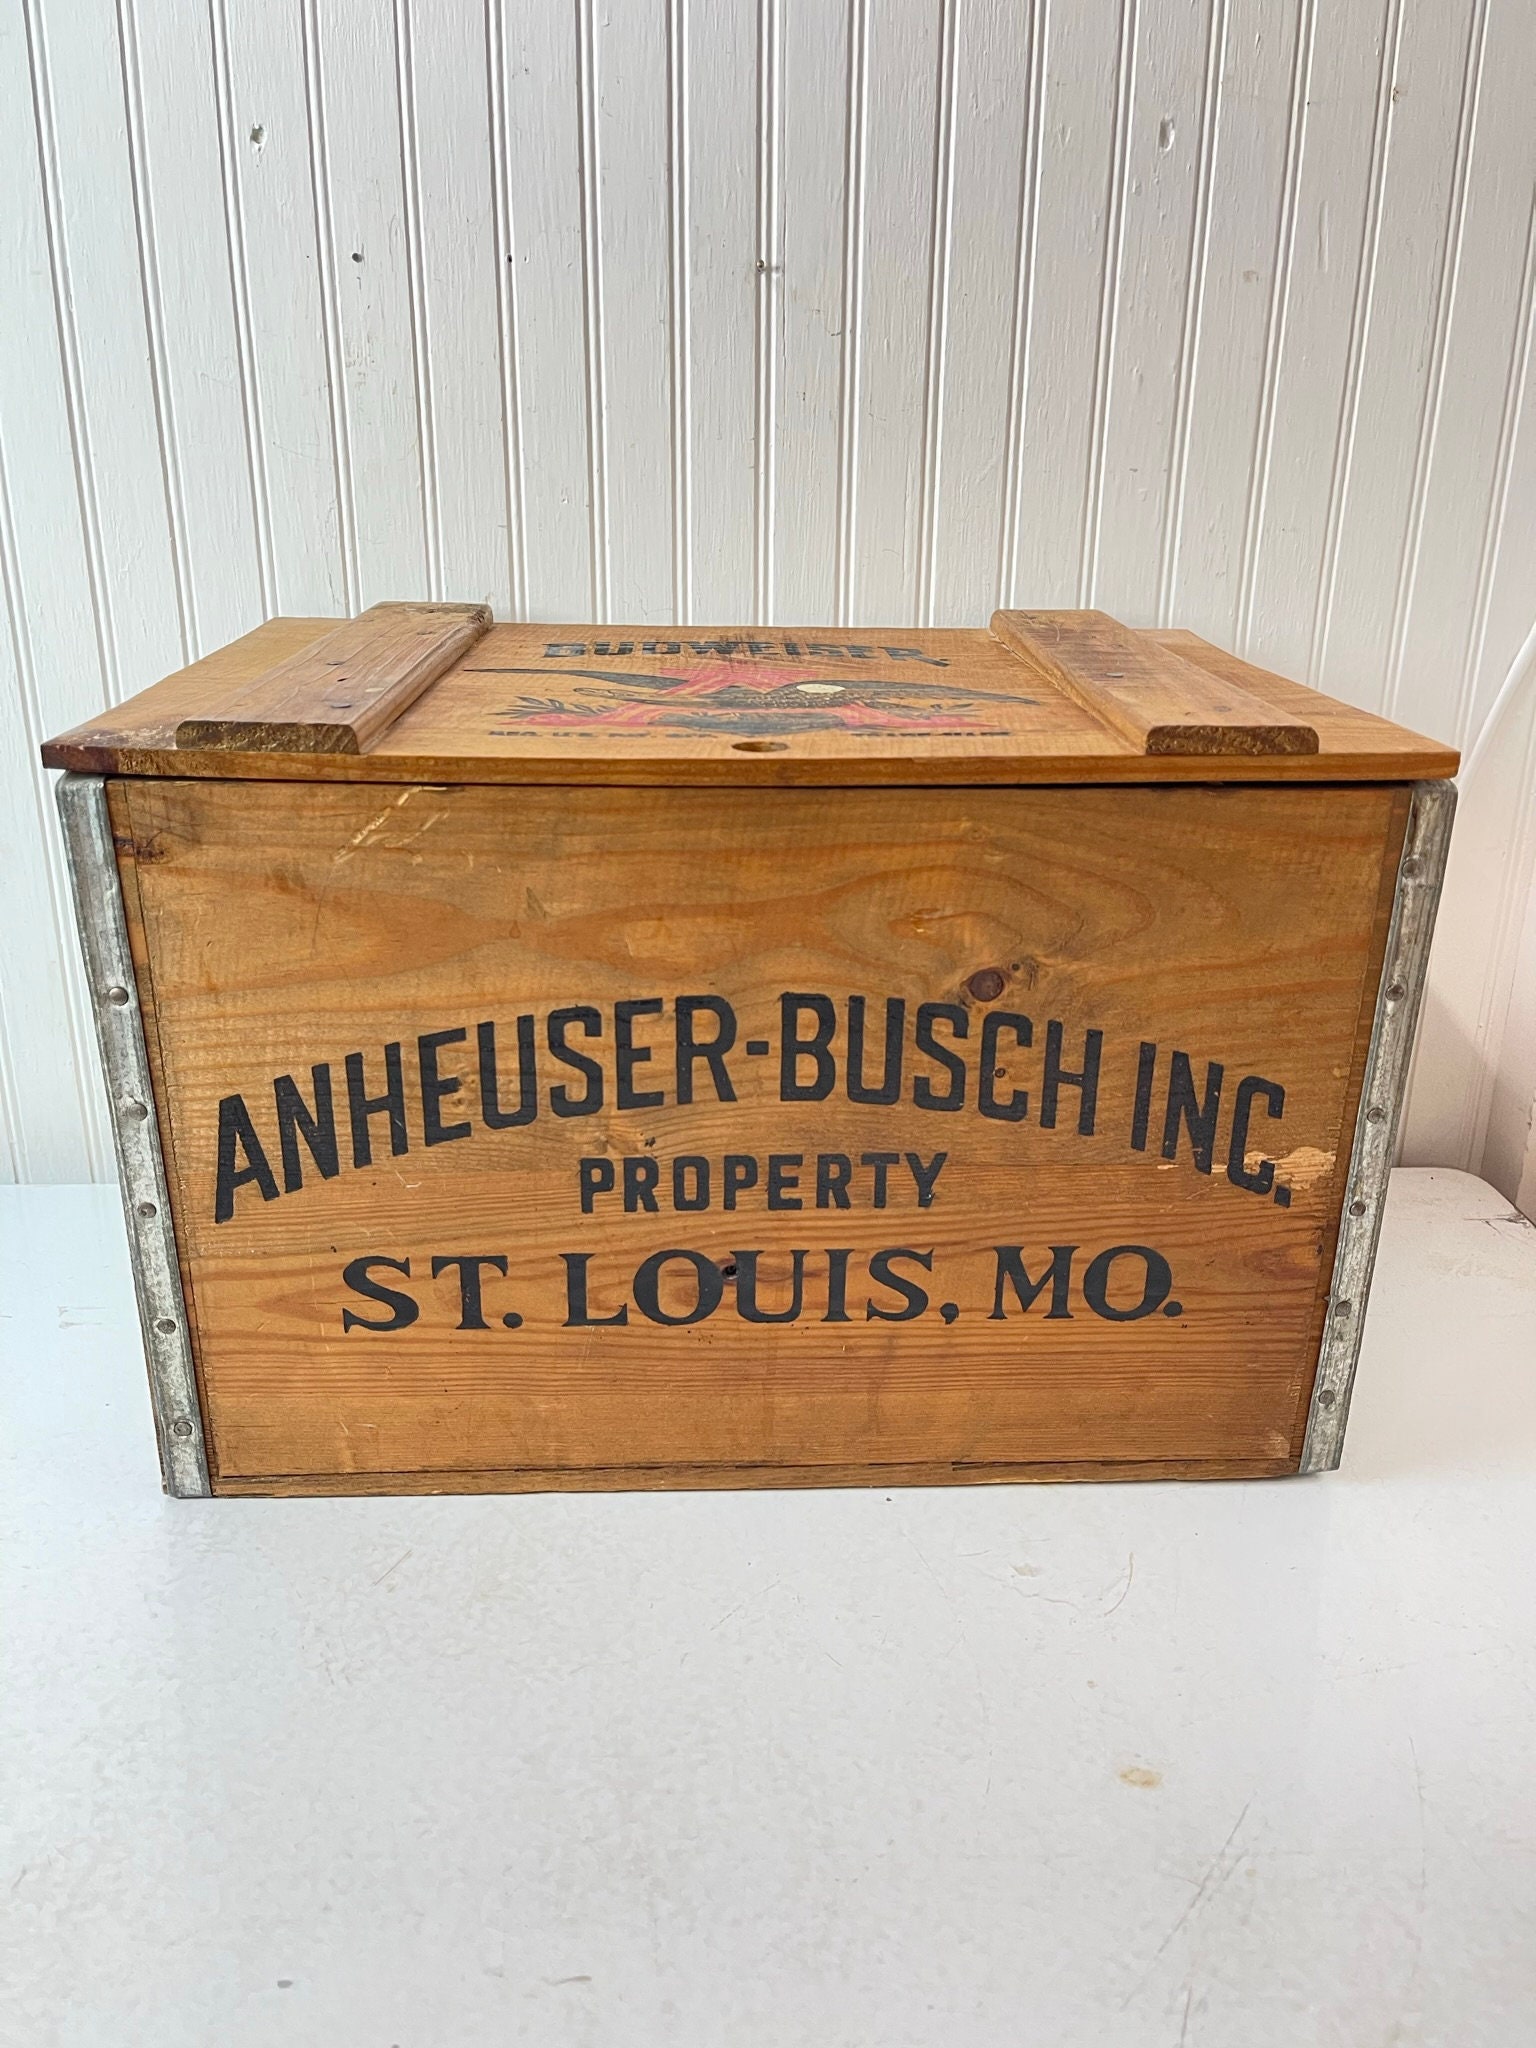 BUDWEISER
ANHEUSER-BUSCH INC.
PROPERTY
ST. LOUIS, MO.